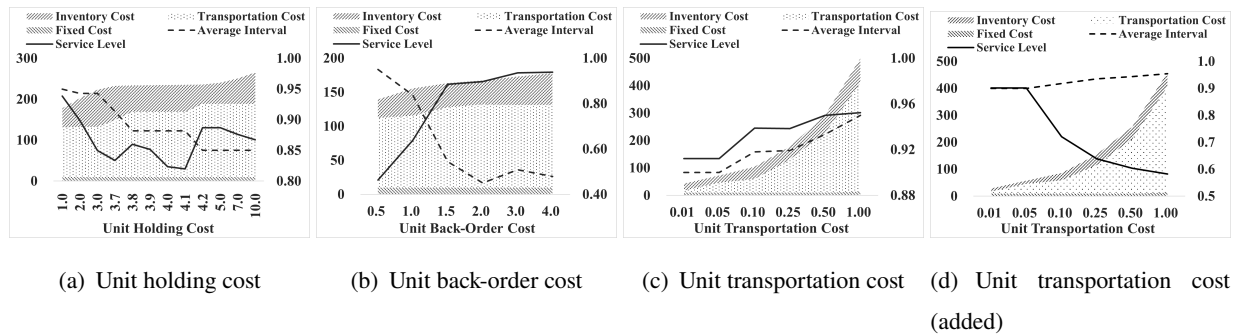 Inventory Cost Transportation Cost
Fixed Cost Average Interval
Service Level
300 1.00
0.95
200
0.90
100
0.85
0 0.80
1.0 2.0 3.0 3.7 3.8 3.9 4.0 4.1 4.2 5.0 7.0 10.0
Unit Holding Cost
Inventory Cost Transportation Cost
Fixed Cost Average Interval
Service Level
200 1.00
150 0.80
100
0.60
50
0 0.40
0.5 1.0 1.5 2.0 3.0 4.0
Unit Back-Order Cost
Inventory Cost Transportation Cost
Fixed Cost Average Interval
Service Level
500 1.00
400 0.96
300
200 0.92
100
0 0.88
0.01 0.05 0.10 0.25 0.50 1.00
Unit Transportation Cost
Inventory Cost Transportation Cost
Fixed Cost Average Interval
Service Level
500 1.0
400 0.9
300 0.8
200 0.7
100 0.6
0 0.5
0.01 0.05 0.10 0.25 0.50 1.00
Unit Transportation Cost
(a) Unit holding cost
(b) Unit back-order cost
(c) Unit transportation cost
(d) Unit transportation cost
(added)